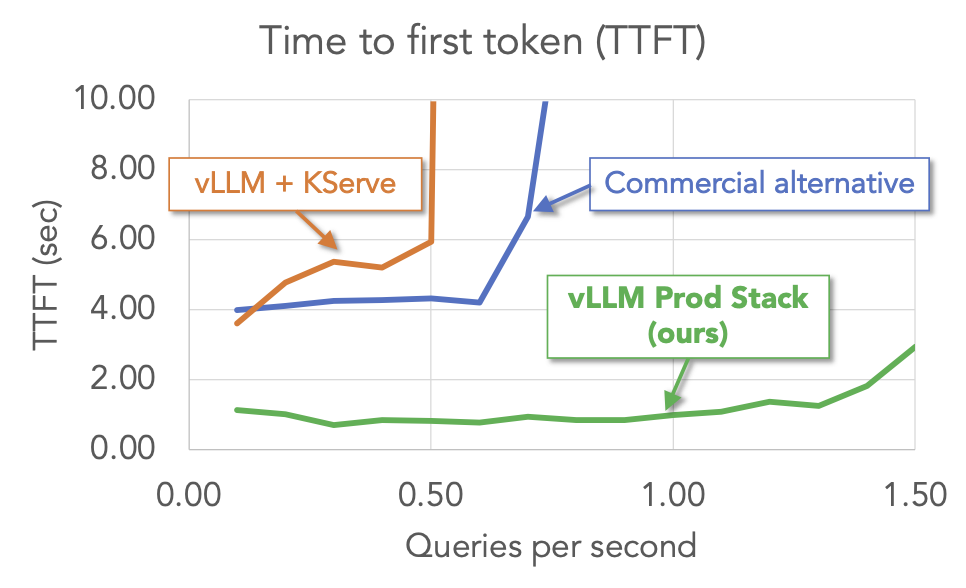 Time to first token (TTFT)
10.00
8.00
6.00
4.00
2.00
0.00
TTFT (sec)
vLLM + KServe
Commercial alternative
vLLM Prod Stack
(ours)
0.00
0.50
1.00
1.50
Queries per second